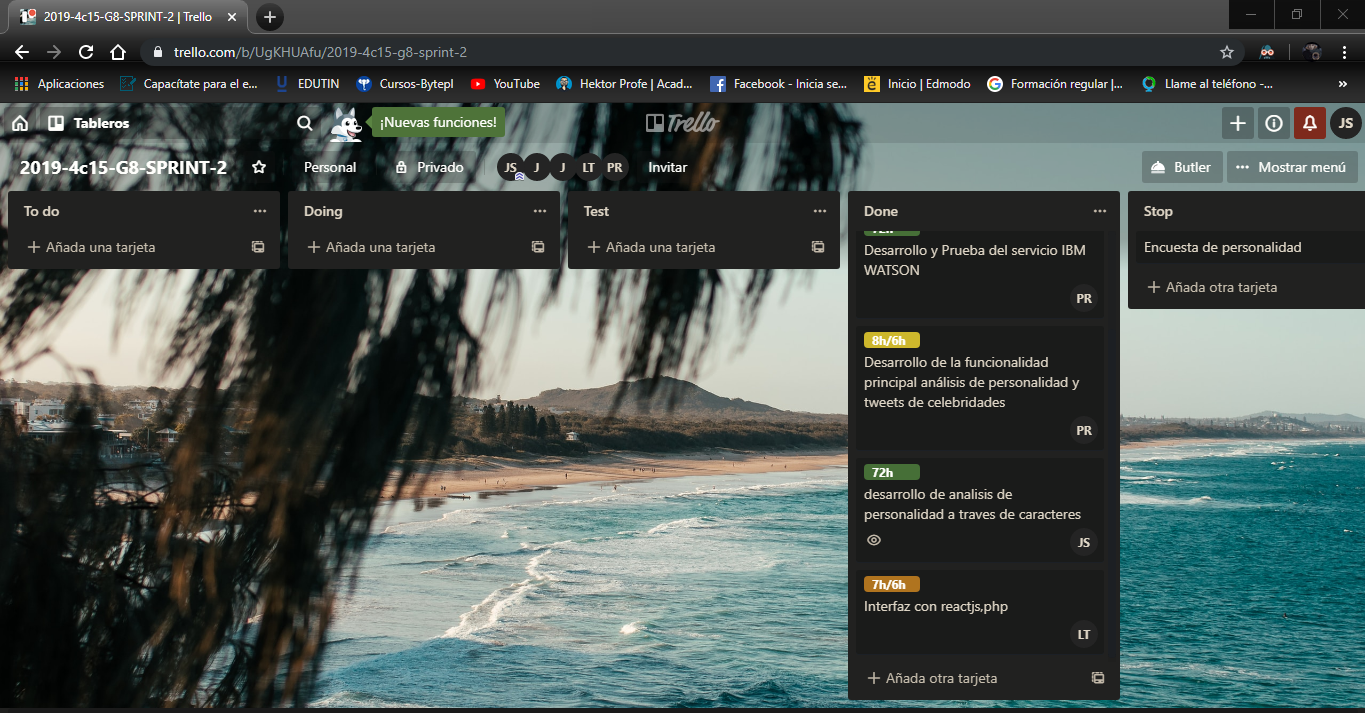 2019-4c15-G8-SPRINT-2 | Trello
trello.com/b/UgKHUAfu/2019-4c15-g8-sprint-2
Aplicaciones
Capacítate para el e...
EDUTIN
Cursos-Bytepl
YouTube
Hektor Profe | Acad...
Facebook - Inicia se...
Inicio | Edmodo
Formación regular |...
Llame al teléfono -...
»
Tableros
¡Nuevas funciones!
Trello
JS
2019-4c15-G8-SPRINT-2
Personal
Privado
JS
J
J
LT
PR
Invitar
Butler
Mostrar menú
To do
Añada una tarjeta
Doing
Añada una tarjeta
Test
Añada una tarjeta
Done
Desarrollo y Prueba del servicio IBM
WATSON
PR
8h/6h
Desarrollo de la funcionalidad
principal análisis de personalidad y
tweets de celebridades
PR
72h
desarrollo de analisis de
personalidad a traves de caracteres
JS
7h/6h
Interfaz con reactjs,php
LT
Añada otra tarjeta
Stop
Encuesta de personalidad
Añada otra tarjeta